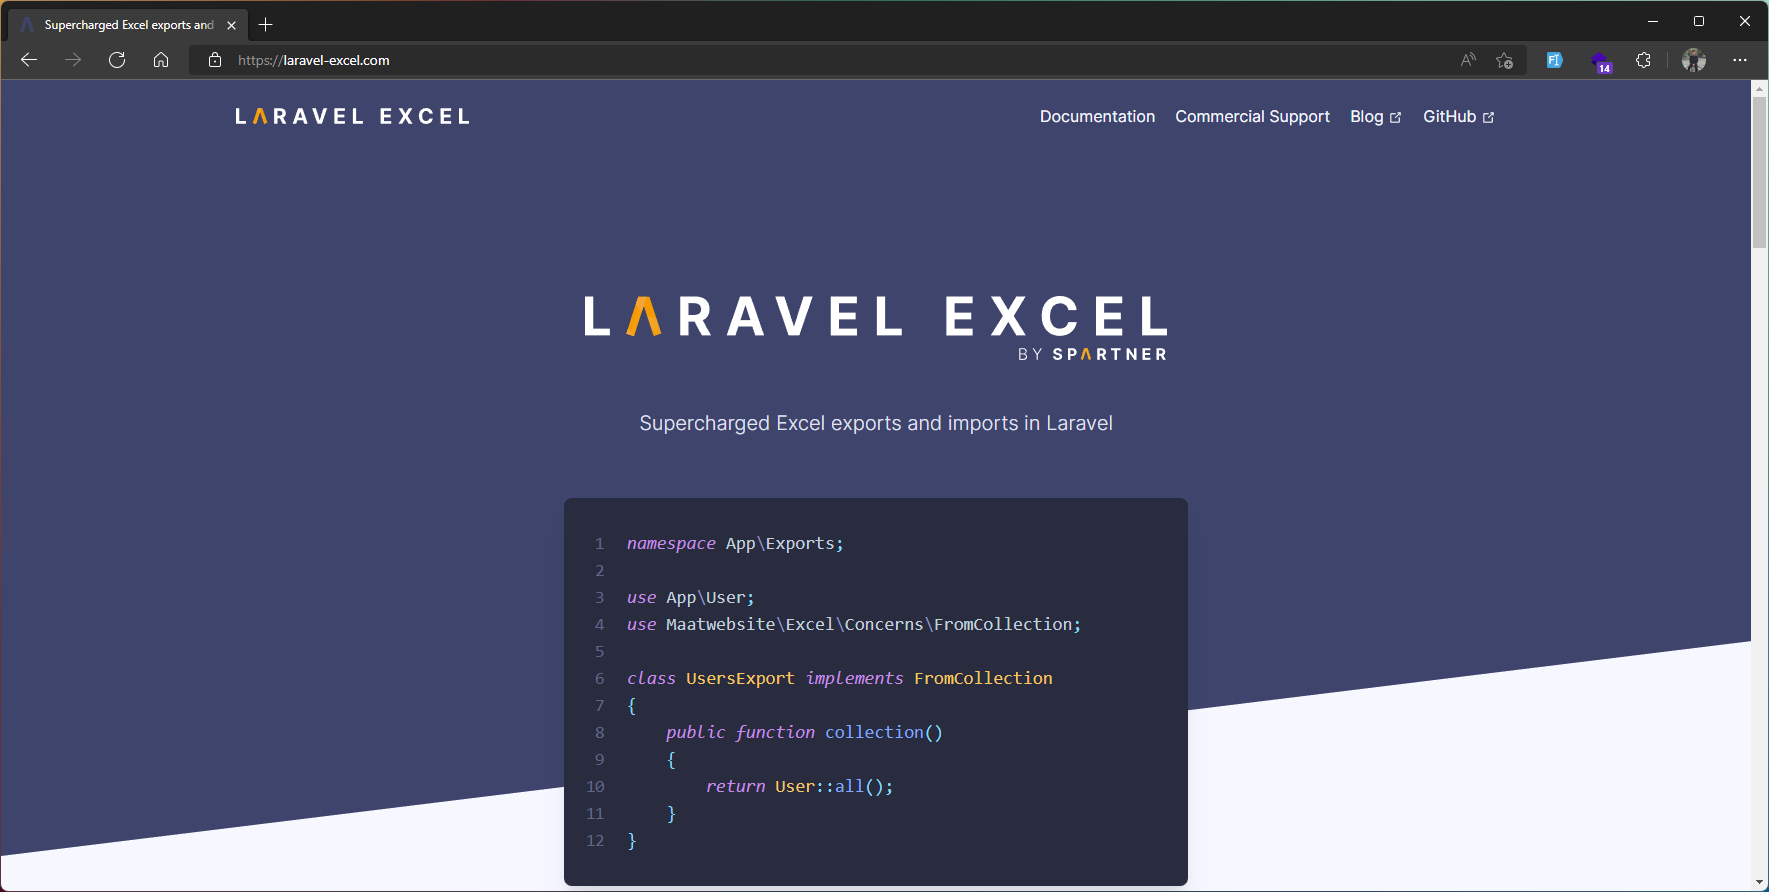 Supercharged Excel exports and
https://laravel-excel.com
14
LARAVEL EXCEL
Documentation Commercial Support Blog GitHub
LARAVEL EXCEL
BY SPARTNER
Supercharged Excel exports and imports in Laravel
1 namespace App\Exports;
2
3 use App\User;
4 use Maatwebsite\Excel\Concerns\FromCollection;
5
6 class UsersExport implements FromCollection
7 {
8     public function collection()
9     {
10         return User::all();
11     }
12 }